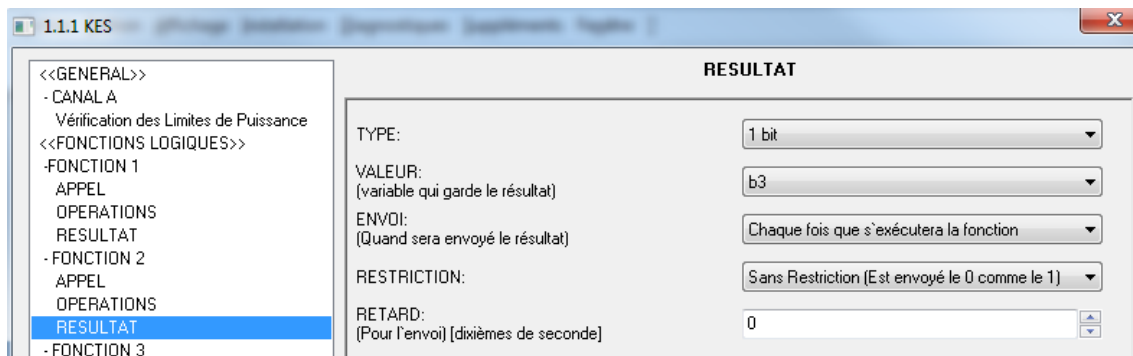 1.1.1 KES
<<GENERAL>>
- CANAL A
Vérification des Limites de Puissance
<<FONCTIONS LOGIQUES>>
-FONCTION 1
APPEL
OPERATIONS
RESULTAT
- FONCTION 2
APPEL
OPERATIONS
RESULTAT
- FONCTION 3
RESULTAT
TYPE:
1 bit
VALEUR:
(variable qui garde le résultat)
b3
ENVOI:
(Quand sera envoyé le résultat)
Chaque fois que s`exécutera la fonction
RESTRICTION:
Sans Restriction (Est envoyé le 0 comme le 1)
RETARD:
(Pour l`envoi) [dixièmes de seconde]
0